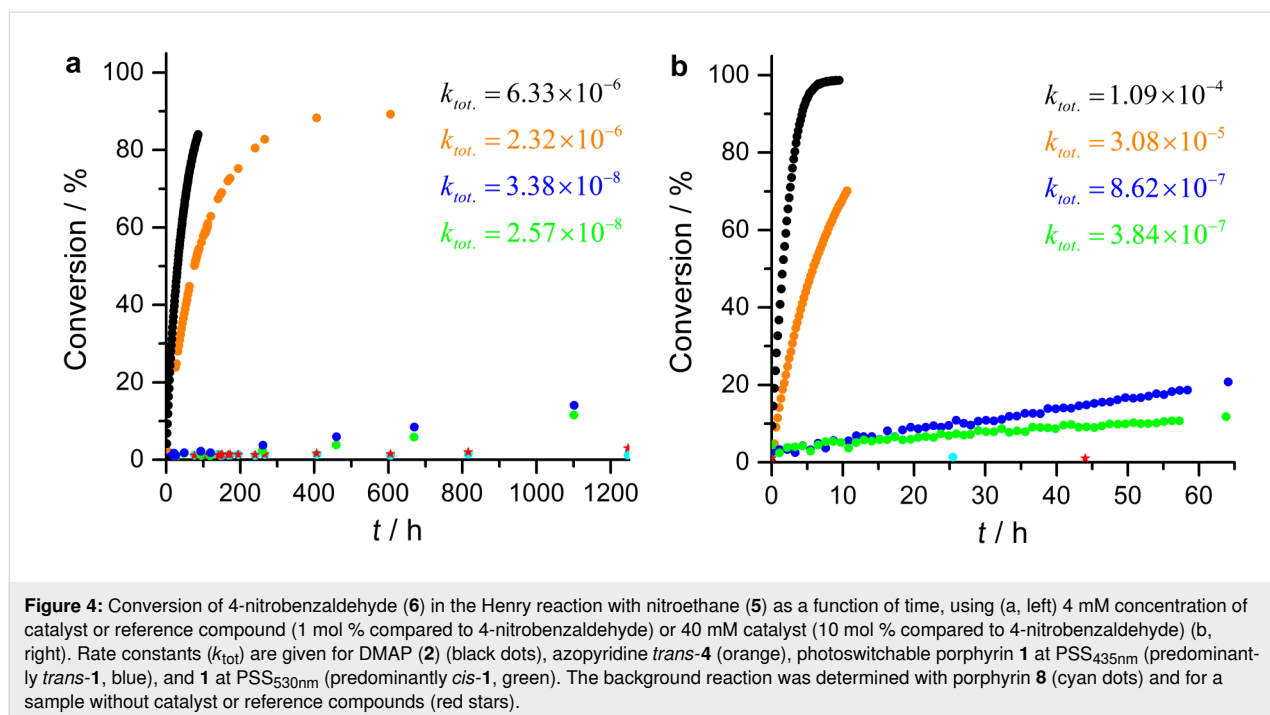 a
100
80
60
40
20
0
Conversion / %
0 200 400 600 800 1000 1200
t / h
k_tot. = 6.33×10⁻⁶
k_tot. = 2.32×10⁻⁶
k_tot. = 3.38×10⁻⁸
k_tot. = 2.57×10⁻⁸
b
100
80
60
40
20
0
Conversion / %
0 10 20 30 40 50 60
t / h
k_tot. = 1.09×10⁻⁴
k_tot. = 3.08×10⁻⁵
k_tot. = 8.62×10⁻⁷
k_tot. = 3.84×10⁻⁷
Figure 4: Conversion of 4-nitrobenzaldehyde (6) in the Henry reaction with nitroethane (5) as a function of time, using (a, left) 4 mM concentration of
catalyst or reference compound (1 mol % compared to 4-nitrobenzaldehyde) or 40 mM catalyst (10 mol % compared to 4-nitrobenzaldehyde) (b,
right). Rate constants (k_tot) are given for DMAP (2) (black dots), azopyridine trans-4 (orange), photoswitchable porphyrin 1 at PSS_435nm (predominant-
ly trans-1, blue), and 1 at PSS_530nm (predominantly cis-1, green). The background reaction was determined with porphyrin 8 (cyan dots) and for a
sample without catalyst or reference compounds (red stars).